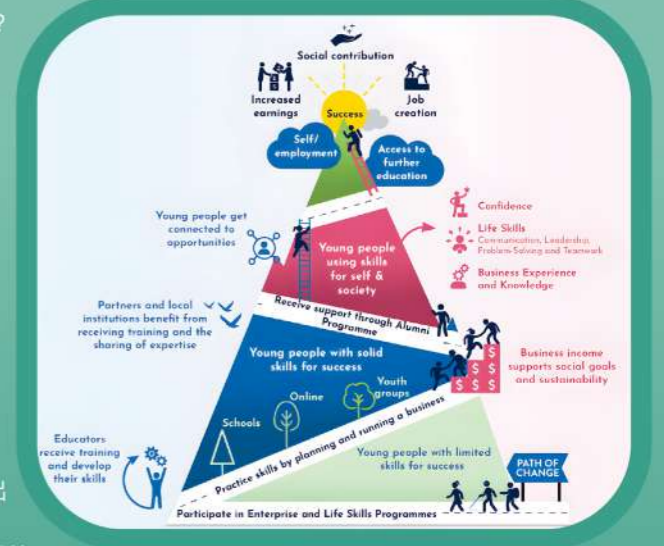 Social contribution
Increased
earnings
Job
creation
Success
Self/
employment
Access to
further
education
Young people get
connected to
opportunities
Confidence
Life Skills
Communication, Leadership,
Problem-Solving and Teamwork
Business Experience
and Knowledge
Young people
using skills
for self &
society
Partners and local
institutions benefit from
receiving training and the
sharing of expertise
Receive support through Alumni
Programme
Young people with solid
skills for success
Business income
supports social goals
and sustainability
$
$ $
$ $ $
Schools
Online
Youth
groups
Practice skills by planning and running a business
Educators
receive training
and develop
their skills
Young people with limited
skills for success
PATH OF
CHANGE
Participate in Enterprise and Life Skills Programmes